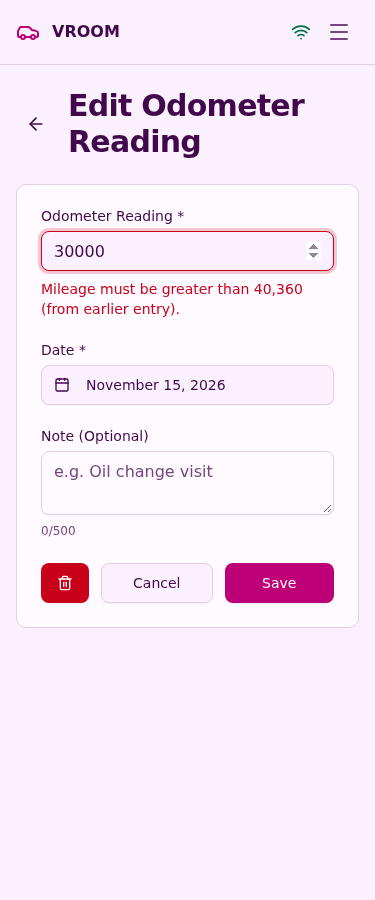 VROOM
Edit Odometer
Reading
Odometer Reading *
30000
Mileage must be greater than 40,360
(from earlier entry).
Date *
November 15, 2026
Note (Optional)
e.g. Oil change visit
0/500
Cancel
Save